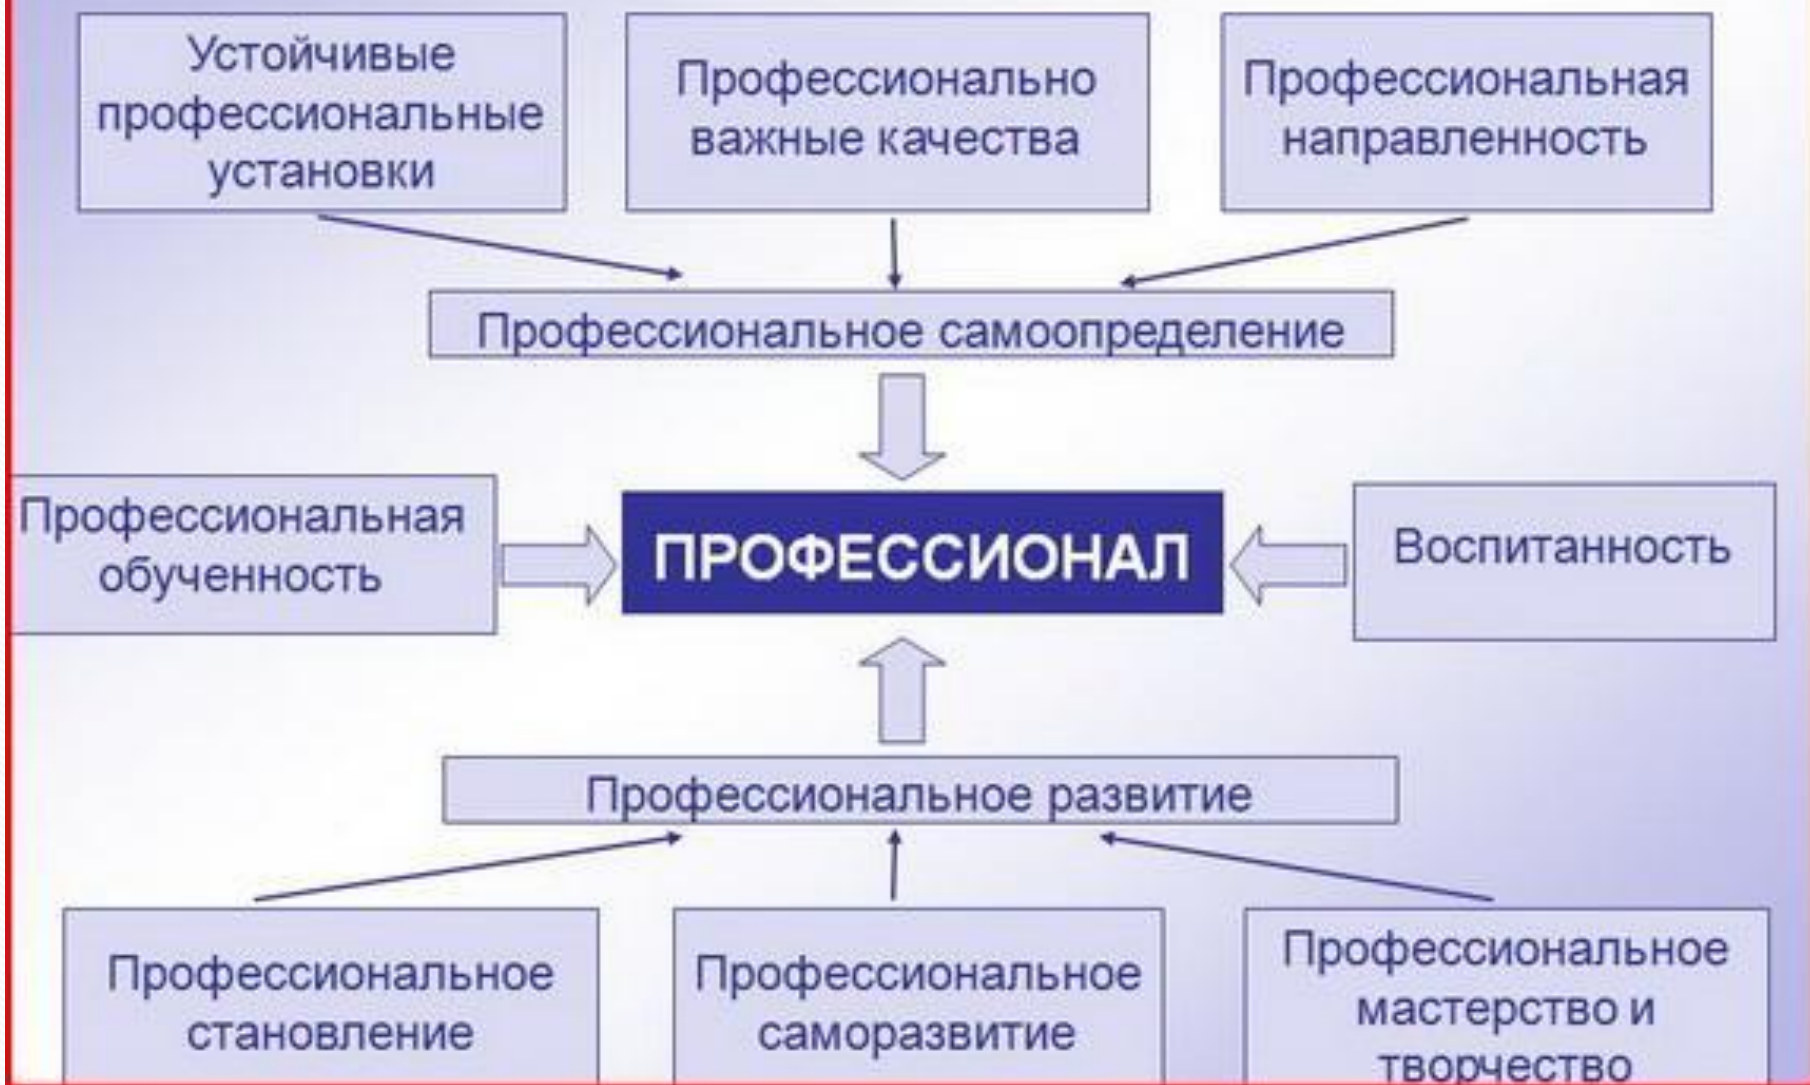 Устойчивые
профессиональные
установки
Профессионально
важные качества
Профессиональная
направленность
Профессиональное самоопределение
Профессиональная
обученность
ПРОФЕССИОНАЛ
Воспитанность
Профессиональное развитие
Профессиональное
становление
Профессиональное
саморазвитие
Профессиональное
мастерство и
творчество